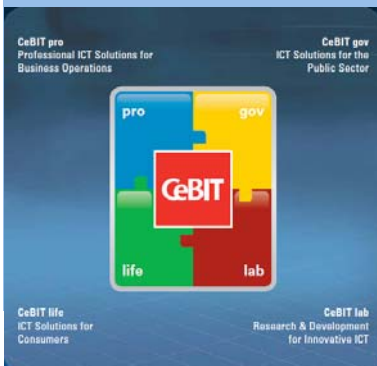 CeBIT pro
Professional ICT Solutions for
Business Operations
CeBIT gov
ICT Solutions for the
Public Sector
pro
gov
CeBIT
life
lab
CeBIT life
ICT Solutions for
Consumers
CeBIT lab
Research & Development
for Innovative ICT